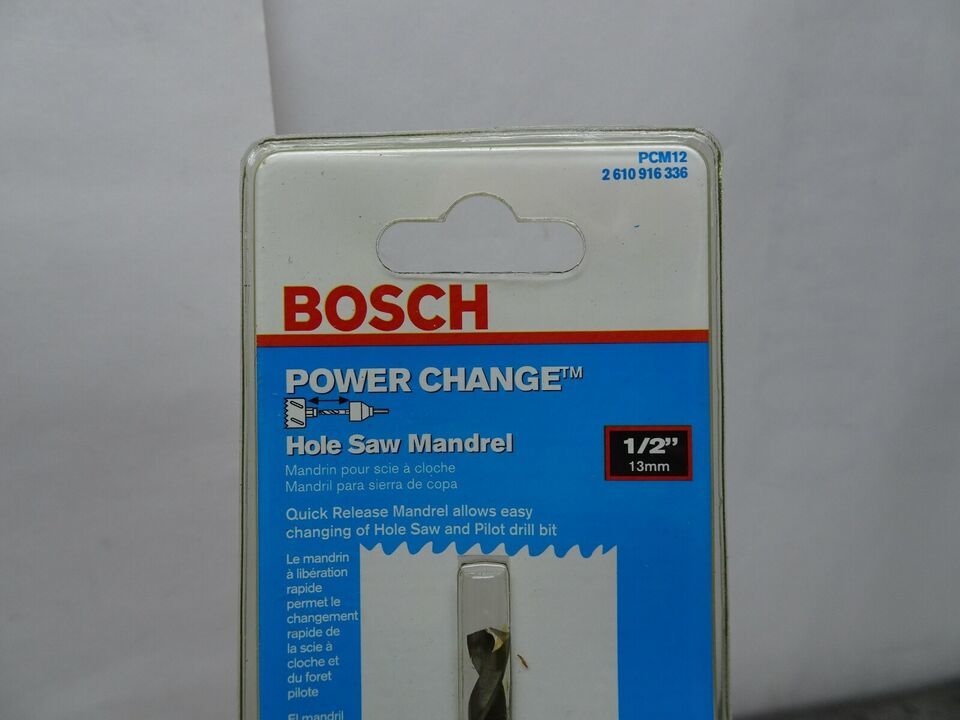 PCM12
2 610 916 336
BOSCH
POWER CHANGE™
Hole Saw Mandrel
Mandrin pour scie à cloche
Mandril para sierra de copa
1/2”
13mm
Quick Release Mandrel allows easy
changing of Hole Saw and Pilot drill bit
Le mandrin
à libération
rapide
permet le
changement
rapide de
la scie à
cloche et
du foret
pilote
El mandril